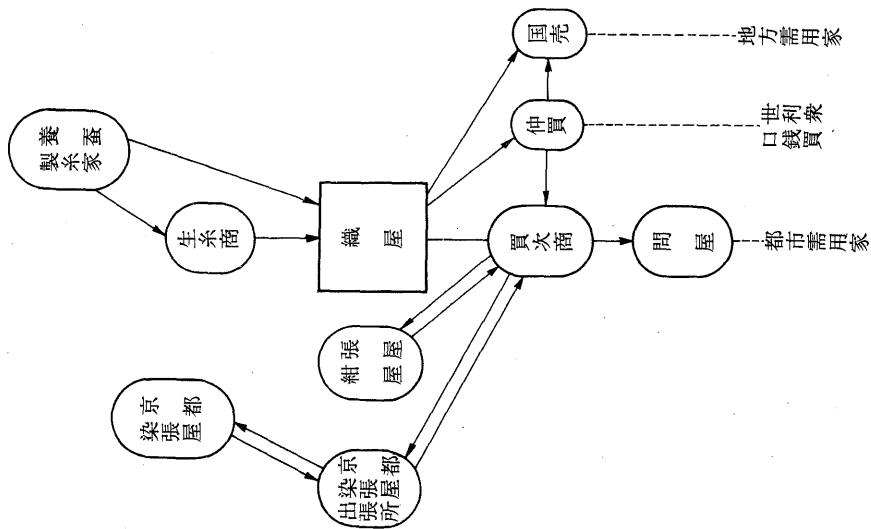 養蚕
製糸家
生糸商
織屋
国売
地方需用家
仲買
世利衆
口銭買
買次商
問屋
都市需用家
張屋
紺屋
京都
染張屋
京都
染張屋
出張所